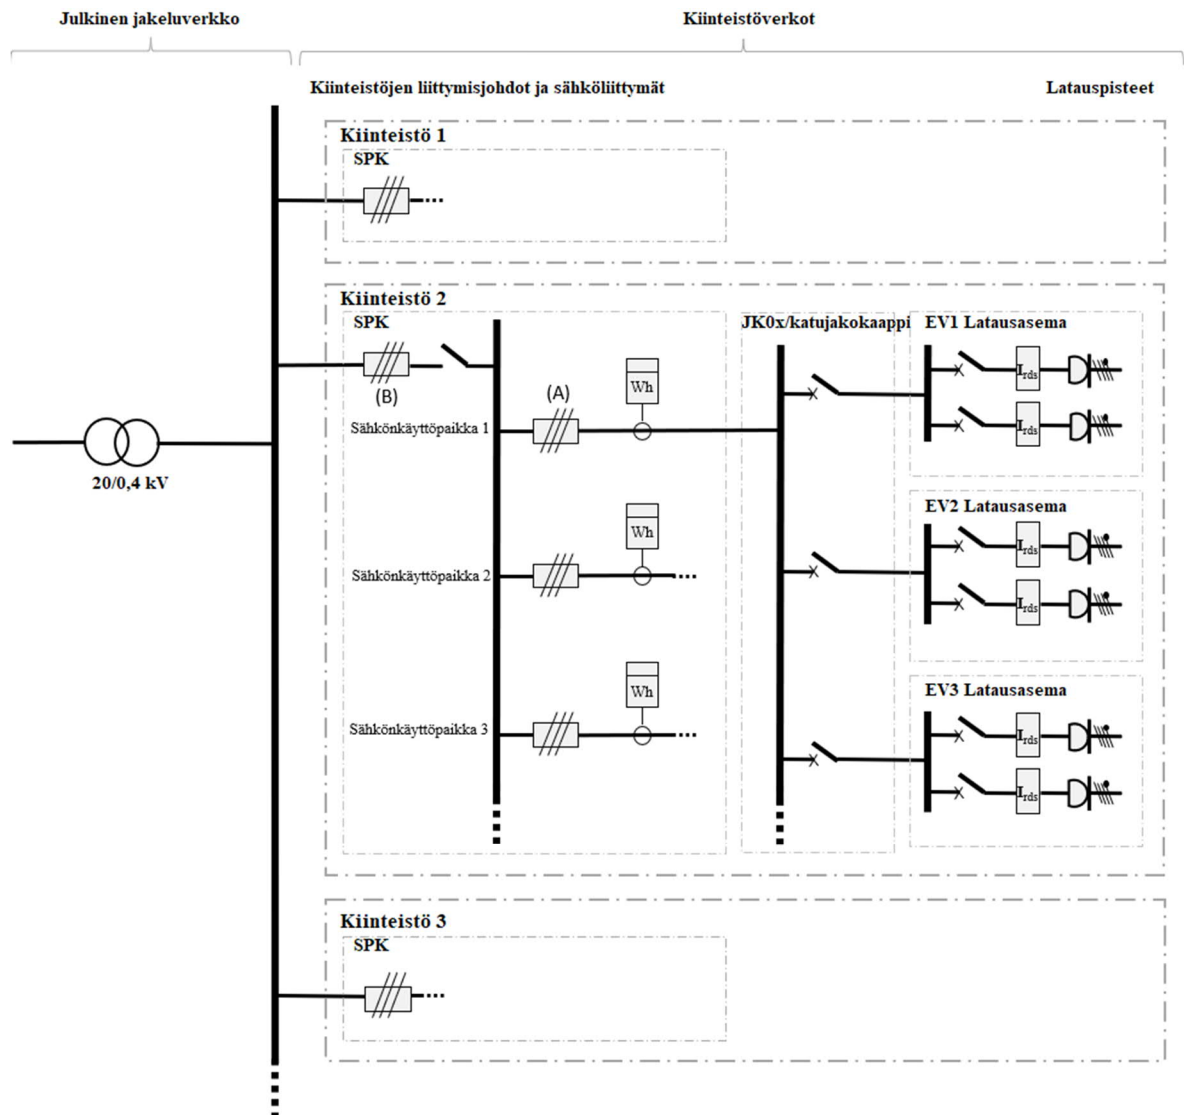 Julkinen jakeluverkko
Kiinteistöverkot
Kiinteistöjen liittymisjohdot ja sähköliittymät
Latauspisteet
Kiinteistö 1
SPK
Kiinteistö 2
SPK
(B)
Sähkönkäyttöpaikka 1
(A)
Wh
Sähkönkäyttöpaikka 2
Wh
Sähkönkäyttöpaikka 3
Wh
JK0x/katujakokaappi
EV1 Latausasema
Irds
Irds
EV2 Latausasema
Irds
Irds
EV3 Latausasema
Irds
Irds
20/0,4 kV
Kiinteistö 3
SPK